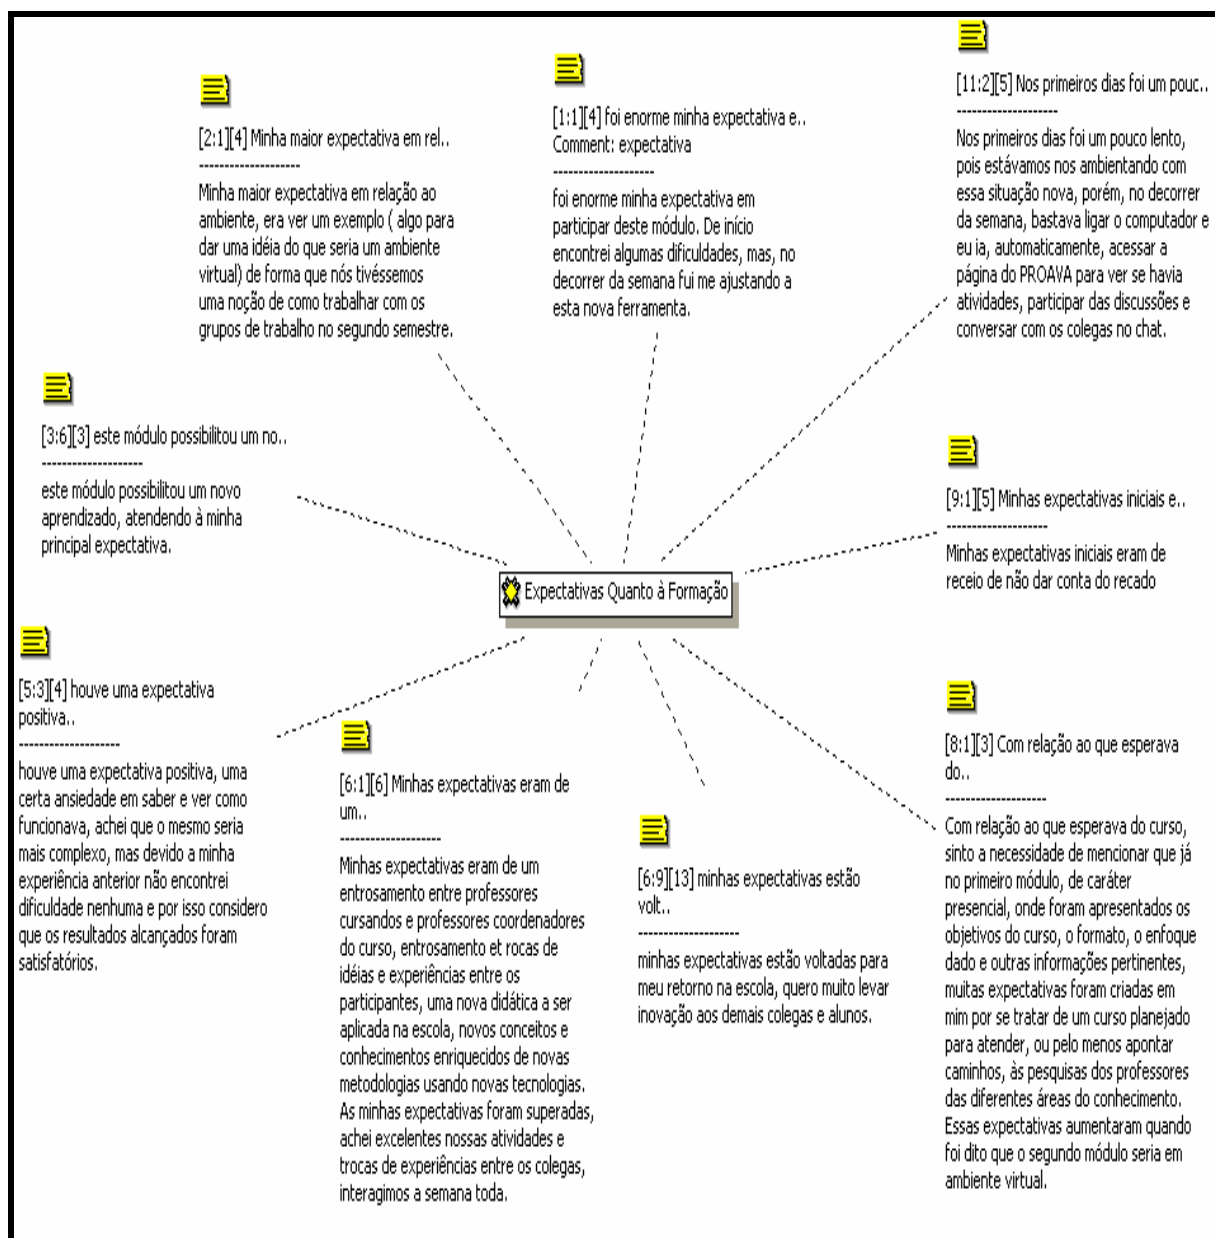 [11:2][5] Nos primeiros dias foi um pouc..
--------------------
Nos primeiros dias foi um pouco lento,
pois estávamos nos ambientando com
essa situação nova, porém, no decorrer
da semana, bastava ligar o computador e
eu ia, automaticamente, acessar a
página do PROAVA para ver se havia
atividades, participar das discussões e
conversar com os colegas no chat.
[1:1][4] foi enorme minha expectativa e..
Comment: expectativa
--------------------
foi enorme minha expectativa em
participar deste módulo. De início
encontrei algumas dificuldades, mas, no
decorrer da semana fui me ajustando a
esta nova ferramenta.
[2:1][4] Minha maior expectativa em rel..
--------------------
Minha maior expectativa em relação ao
ambiente, era ver um exemplo ( algo para
dar uma idéia do que seria um ambiente
virtual) de forma que nós tivéssemos
uma noção de como trabalhar com os
grupos de trabalho no segundo semestre.
[3:6][3] este módulo possibilitou um no..
--------------------
este módulo possibilitou um novo
aprendizado, atendendo à minha
principal expectativa.
[9:1][5] Minhas expectativas iniciais e..
--------------------
Minhas expectativas iniciais eram de
receio de não dar conta do recado
Expectativas Quanto à Formação
[5:3][4] houve uma expectativa
positiva..
--------------------
houve uma expectativa positiva, uma
certa ansiedade em saber e ver como
funcionava, achei que o mesmo seria
mais complexo, mas devido a minha
experiência anterior não encontrei
dificuldade nenhuma e por isso considero
que os resultados alcançados foram
satisfatórios.
[6:1][6] Minhas expectativas eram de
um..
--------------------
Minhas expectativas eram de um
entrosamento entre professores
cursandos e professores coordenadores
do curso, entrosamento et rocas de
idéias e experiências entre os
participantes, uma nova didática a ser
aplicada na escola, novos conceitos e
conhecimentos enriquecidos de novas
metodologias usando novas tecnologias.
As minhas expectativas foram superadas,
achei excelentes nossas atividades e
trocas de experiências entre os colegas,
interagimos a semana toda.
[6:9][13] minhas expectativas estão
volt..
--------------------
minhas expectativas estão voltadas para
meu retorno na escola, quero muito levar
inovação aos demais colegas e alunos.
[8:1][3] Com relação ao que esperava
do..
--------------------
Com relação ao que esperava do curso,
sinto a necessidade de mencionar que já
no primeiro módulo, de caráter
presencial, onde foram apresentados os
objetivos do curso, o formato, o enfoque
dado e outras informações pertinentes,
muitas expectativas foram criadas em
mim por se tratar de um curso planejado
para atender, ou pelo menos apontar
caminhos, às pesquisas dos professores
das diferentes áreas do conhecimento.
Essas expectativas aumentaram quando
foi dito que o segundo módulo seria em
ambiente virtual.